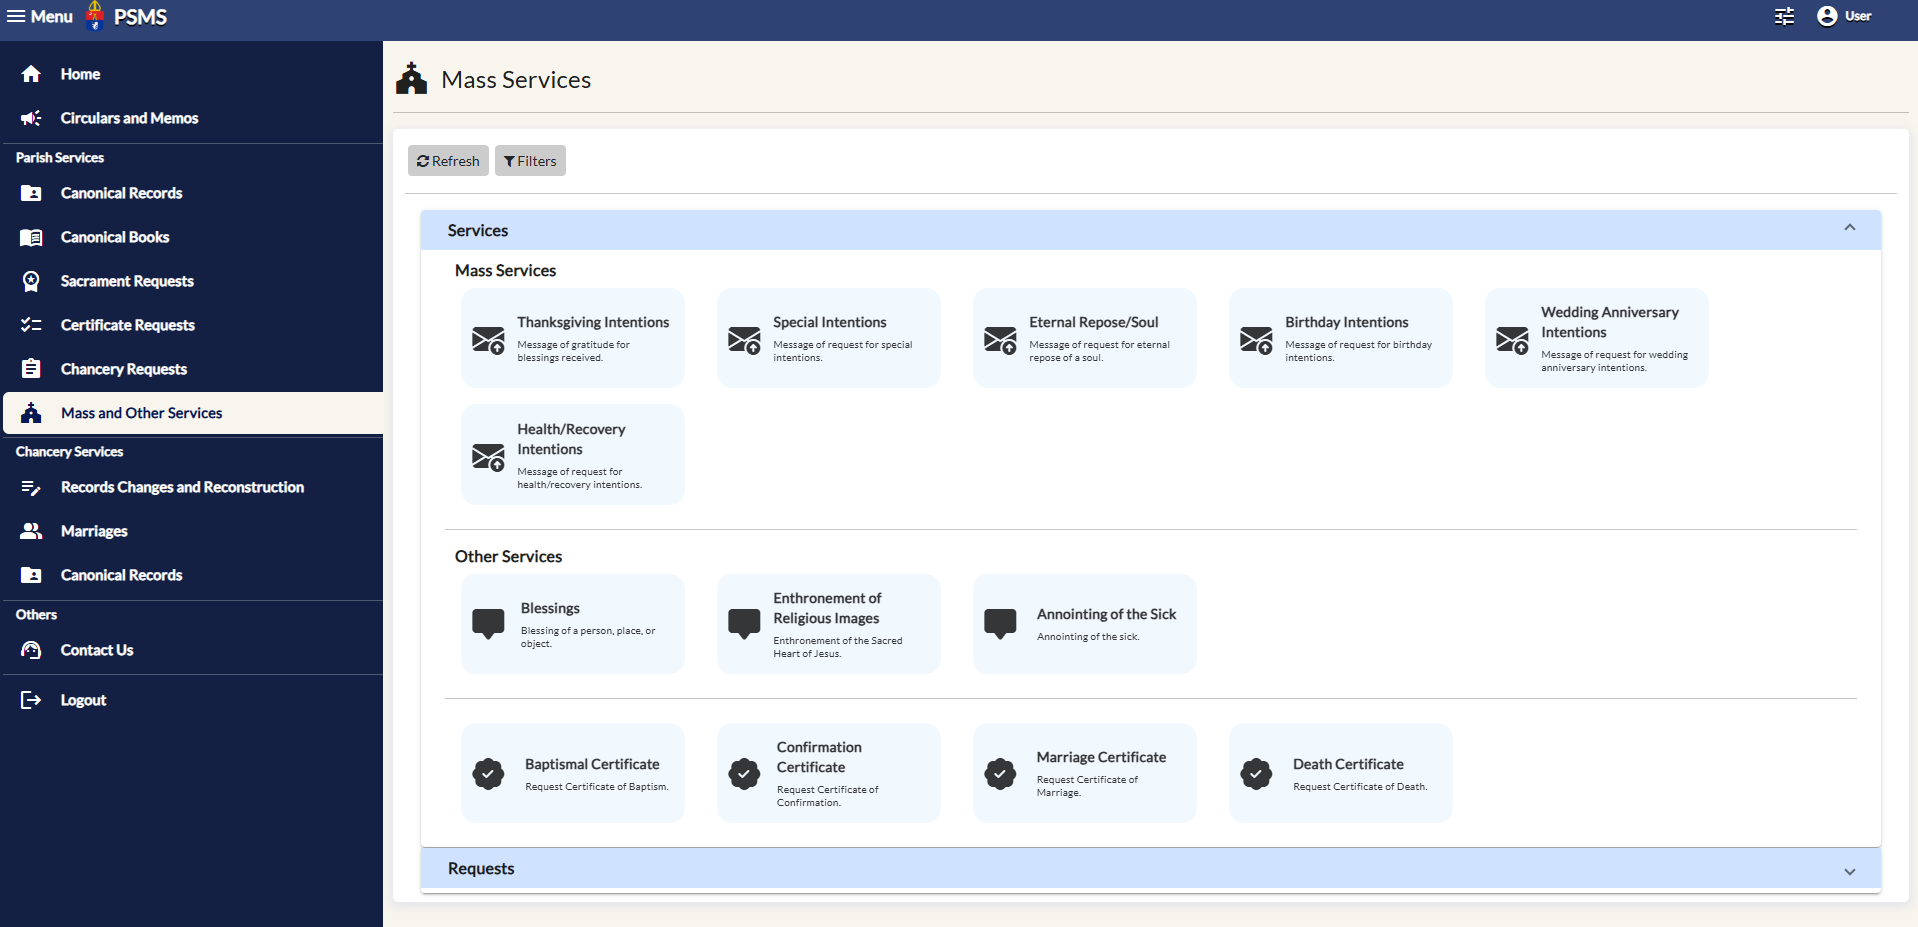 Menu PSMS
User
Home
Circulars and Memos
Parish Services
Canonical Records
Canonical Books
Sacrament Requests
Certificate Requests
Chancery Requests
Mass and Other Services
Chancery Services
Records Changes and Reconstruction
Marriages
Canonical Records
Others
Contact Us
Logout
Mass Services
Refresh
Filters
Services
Mass Services
Thanksgiving Intentions
Message of gratitude for
blessings received.
Special Intentions
Message of request for special
intentions.
Eternal Repose/Soul
Message of request for eternal
repose of a soul.
Birthday Intentions
Message of request for birthday
intentions.
Wedding Anniversary
Intentions
Message of request for wedding
anniversary intentions.
Health/Recovery
Intentions
Message of request for
health/recovery intentions.
Other Services
Blessings
Blessing of a person, place, or
object.
Enthronement of
Religious Images
Enthronement of the Sacred
Heart of Jesus.
Annointing of the Sick
Annointing of the sick.
Baptismal Certificate
Request Certificate of Baptism.
Confirmation
Certificate
Request Certificate of
Confirmation.
Marriage Certificate
Request Certificate of
Marriage.
Death Certificate
Request Certificate of Death.
Requests